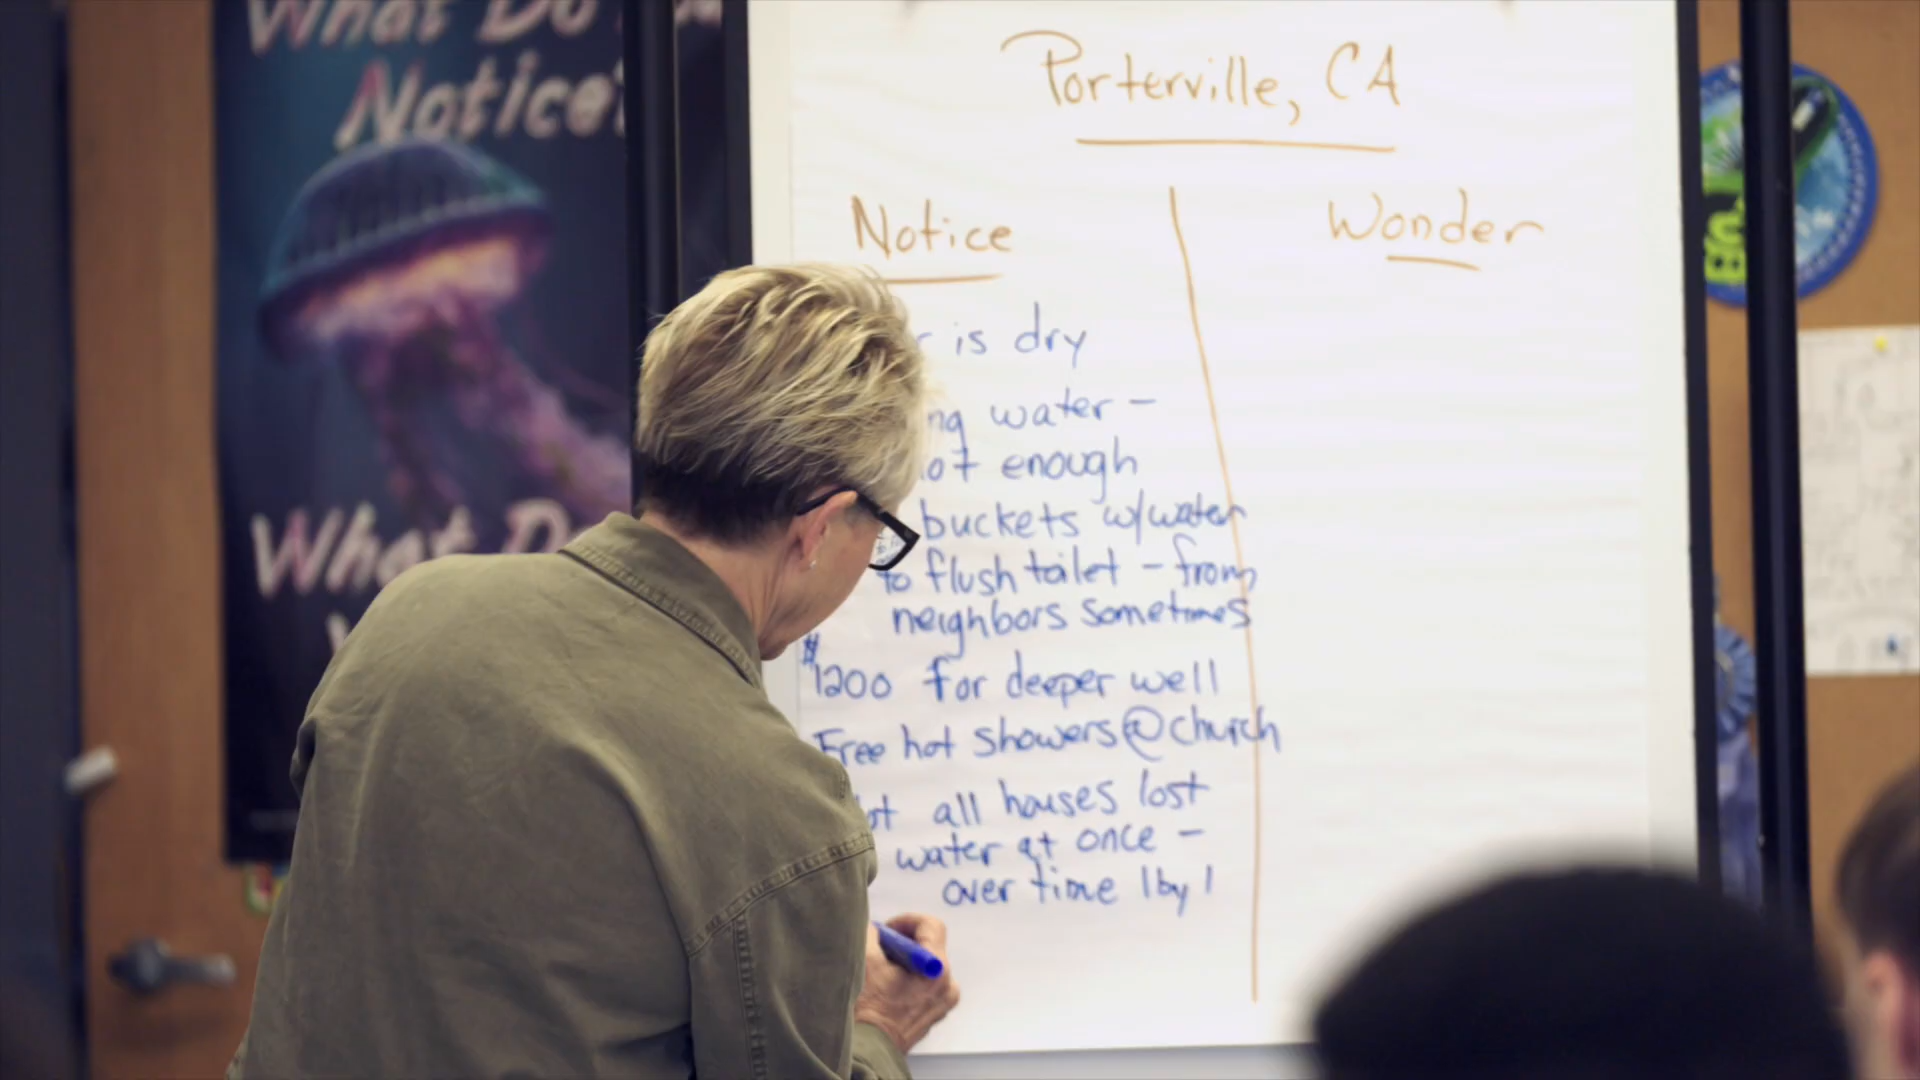 What Do
Notice?
What Do
Porterville, CA
Notice
Wonder
is dry
water -
enough
buckets w/water
to flush toilet - from
neighbors sometimes
$1200 for deeper well
Free hot showers @ church
all houses lost
water at once -
over time 1 by 1